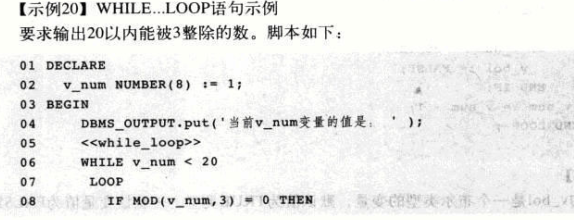 【示例20】WHILE...LOOP语句示例
要求输出20以内能被3整除的数。脚本如下：
01 DECLARE
02 v_num NUMBER(8) := 1;
03 BEGIN
04 DBMS_OUTPUT.put('当前v_num变量的值是： ' );
05 <<while_loop>>
06 WHILE v_num < 20
07 LOOP
08 IF MOD(v_num,3) = 0 THEN